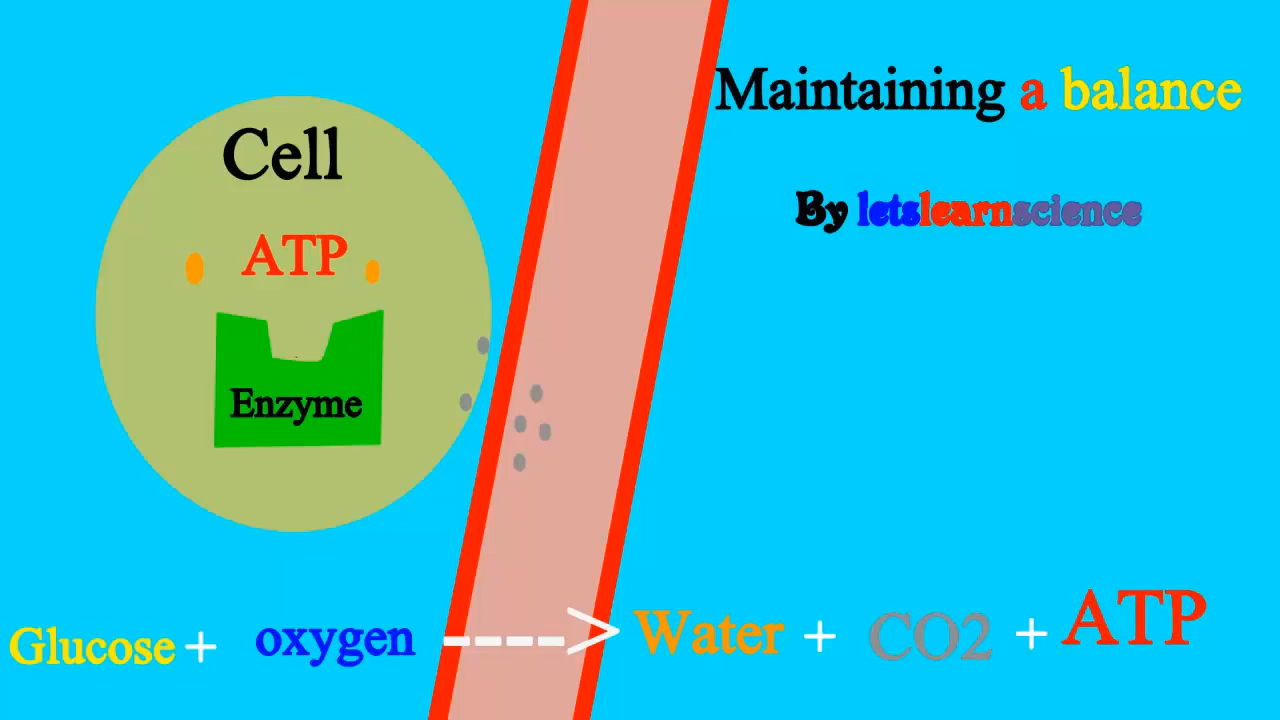 Maintaining a balance
By letslearnscience
Cell
ATP
Enzyme
Glucose + oxygen ----> Water + CO2 + ATP